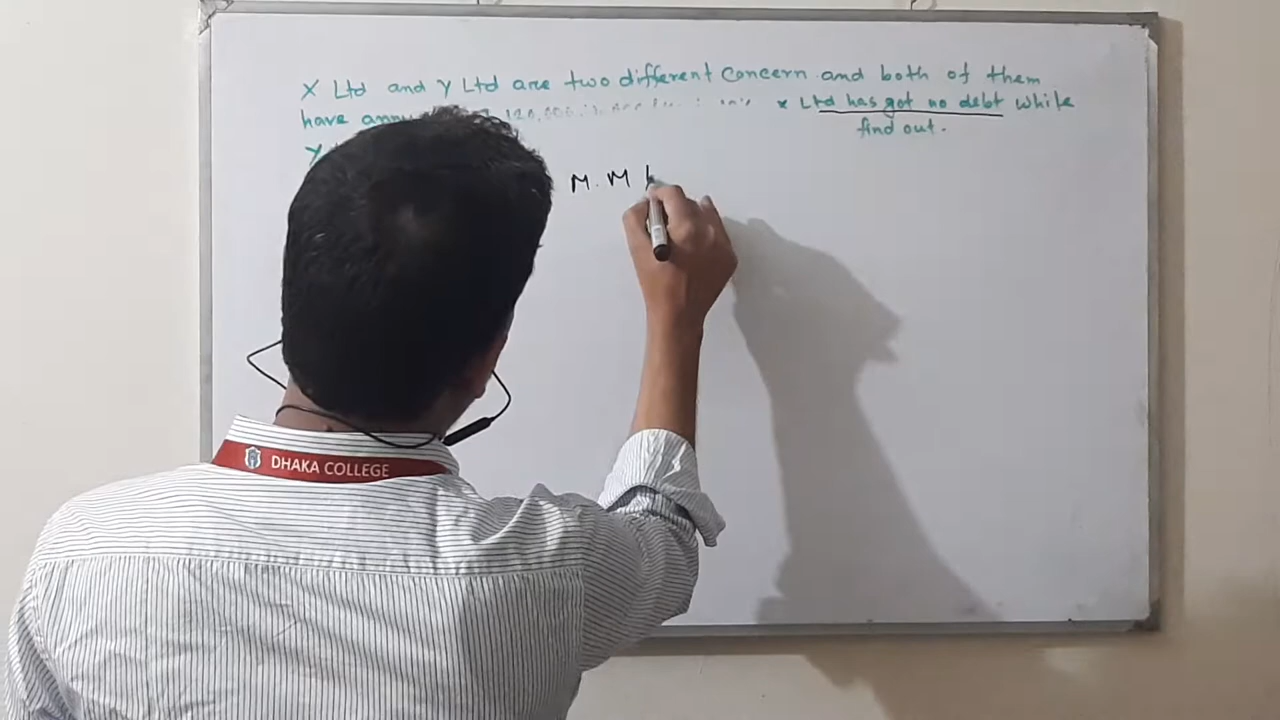 X Ltd and Y Ltd are two different concern and both of them
have 120,000 x Ltd has got no debt while
Y find out.
M. M
DHAKA COLLEGE